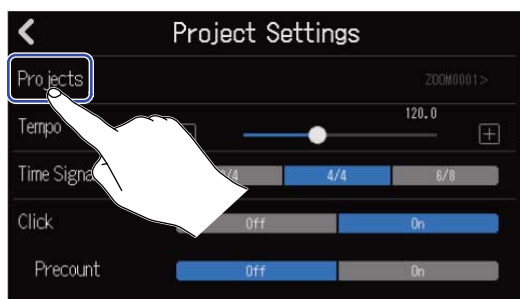 Project Settings
Projects ZOOM0001>
Tempo 120.0
Time Signa /4 4/4 6/8
Click Off On
Precount Off On